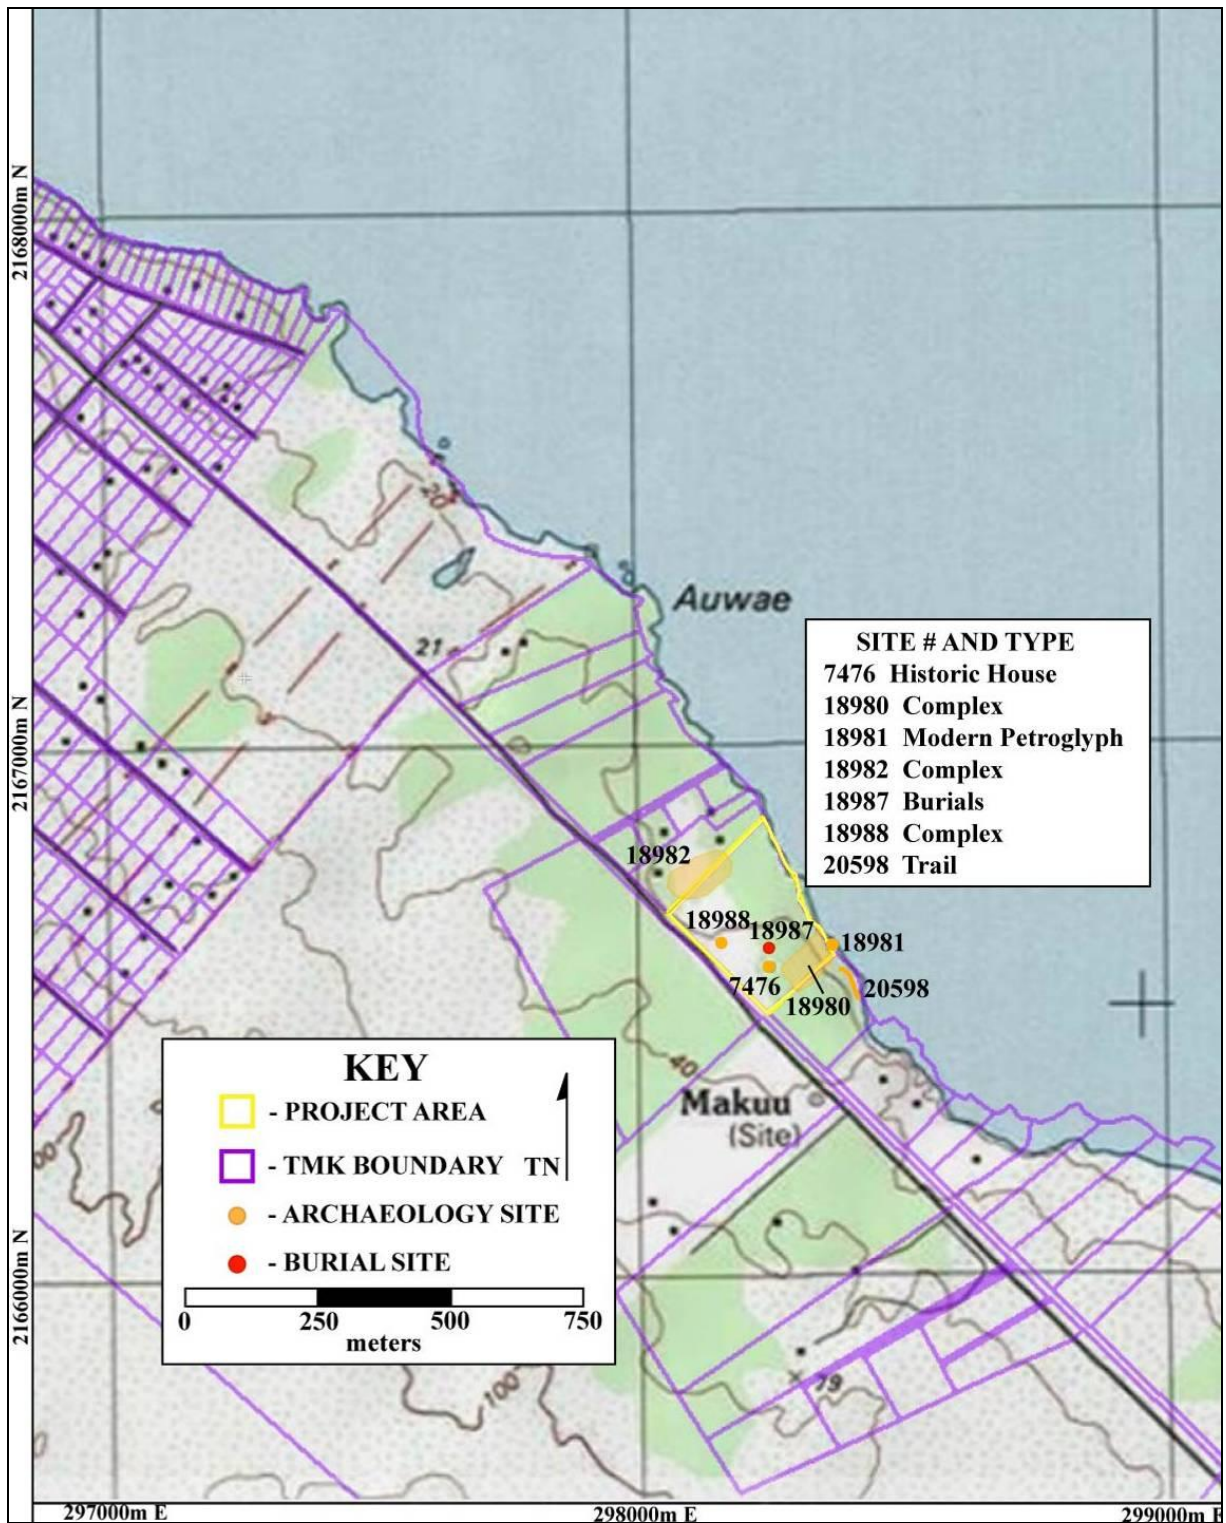 2168000m N
20
Auwae
21
SITE # AND TYPE
7476 Historic House
18980 Complex
18981 Modern Petroglyph
18982 Complex
18987 Burials
18988 Complex
20598 Trail
2167000m N
18982
18988
18987
18981
7476
18980
20598
40
Makuu
(Site)
KEY
- PROJECT AREA
- TMK BOUNDARY
TN
- ARCHAEOLOGY SITE
- BURIAL SITE
0 250 500 750
meters
2166000m N
100
79
297000m E
298000m E
299000m E